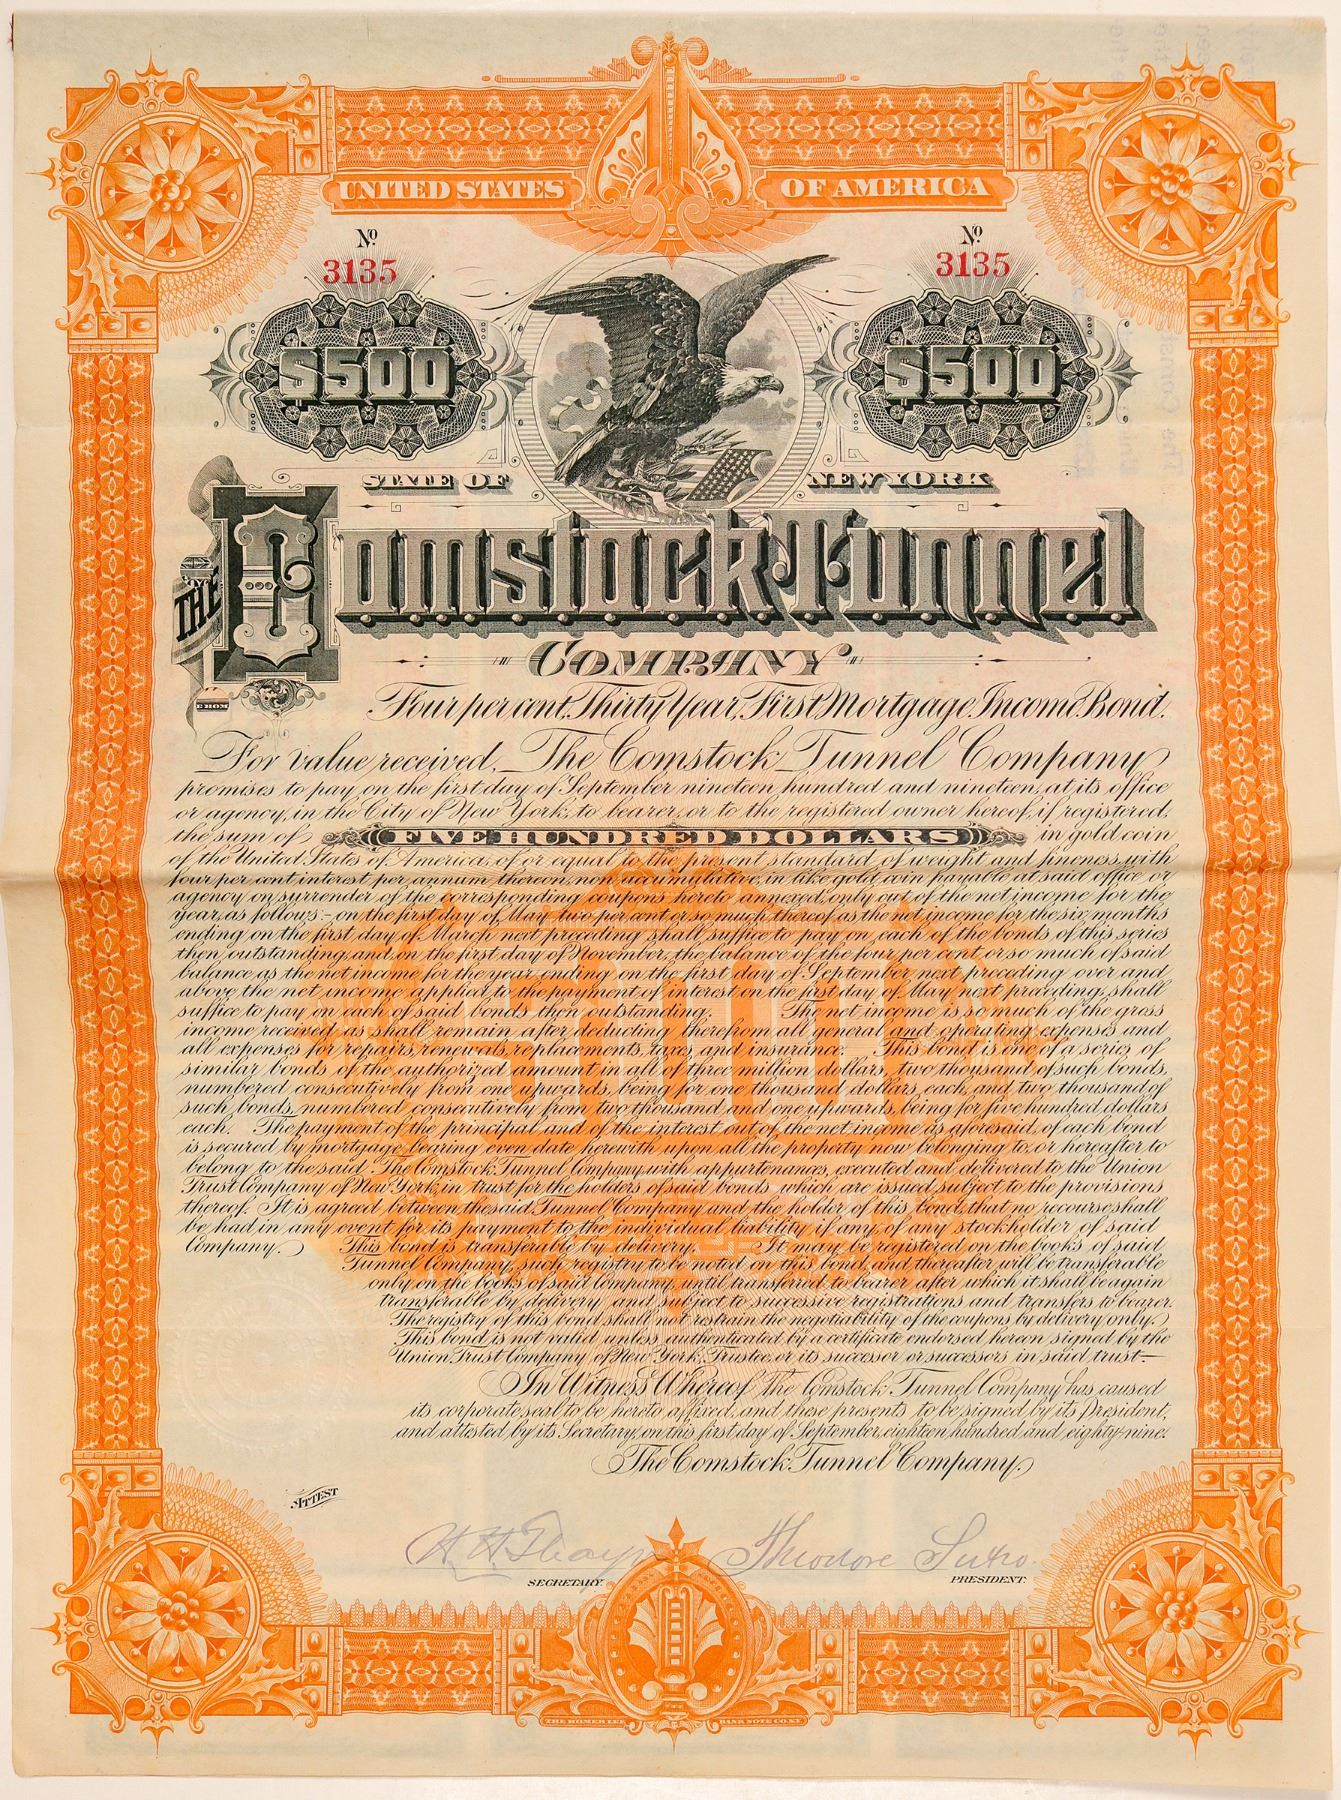 UNITED STATES OF AMERICA
No 3135
No 3135
$500
$500
STATE OF NEW YORK
THE Comstock Tunnel
COMPANY
Four per cent, Thirty Year, First Mortgage Income Bond.
For value received, The Comstock Tunnel Company
promises to pay on the first day of September nineteen hundred and nineteen, at its office
or agency, in the City of New York, to bearer, or to the registered owner hereof, if registered,
the sum of FIVE HUNDRED DOLLARS in gold coin
of the United States of America, of or equal to the present standard of weight and fineness, with
four per cent interest per annum thereon, non accumulative, in like gold coin payable at said office or
agency on surrender of the corresponding coupons hereto annexed, only out of the net income for the
year, as follows:- on the first day of May two per cent or so much thereof as the net income for the six months
ending on the first day of March next preceding shall suffice to pay on each of the bonds of this series
then outstanding, and on the first day of November, the balance of the four per cent or so much of said
balance as the net income for the year ending on the first day of September next preceding over and
above the net income applied to the payment of interest on the first day of May next preceding, shall
suffice to pay on each of said bonds then outstanding. The net income is so much of the gross
income received as shall remain after deducting therefrom all general and operating expenses and
all expenses for repairs, renewals, replacements, taxes, and insurance. This bond is one of a series of
similar bonds of the authorized amount in all of three million dollars, two thousand of such bonds,
numbered consecutively from one upwards, being for one thousand dollars each, and two thousand of
such bonds numbered consecutively from two thousand and one upwards, being for five hundred dollars
each. The payment of the principal and of the interest out of the net income as aforesaid, of each bond
is secured by mortgage bearing even date herewith upon all the property now belonging to, or hereafter to
belong to the said The Comstock Tunnel Company, with appurtenances, executed and delivered to the Union
Trust Company of New York, in trust for the holders of said bonds, which are issued subject to the provisions
thereof. It is agreed between the said Tunnel Company and the holder of this bond, that no recourse shall
be had in any event for its payment to the individual liability if any, of any stockholder of said
Company. This bond is transferable by delivery. It may be registered on the books of said
Tunnel Company, such registry to be noted on this bond, and thereafter will be transferable
only on the books of said Company, until transferred to bearer after which it shall be again
transferable by delivery and subject to successive registrations and transfers to bearer.
The registry of this bond shall not restrain the negotiability of the coupons by delivery only.
This bond is not valid unless authenticated by a certificate endorsed hereon signed by the
Union Trust Company of New York, Trustee, or its successor or successors in said trust.
In Witness Whereof The Comstock Tunnel Company has caused
its corporate seal to be hereto affixed, and these presents to be signed by its President,
and attested by its Secretary, on this first day of September, eighteen hundred and eighty-nine.
The Comstock Tunnel Company.
ATTEST
Theodore Sutro.
SECRETARY.
PRESIDENT.
THE HOMER LEE BANK NOTE CO. N.Y.